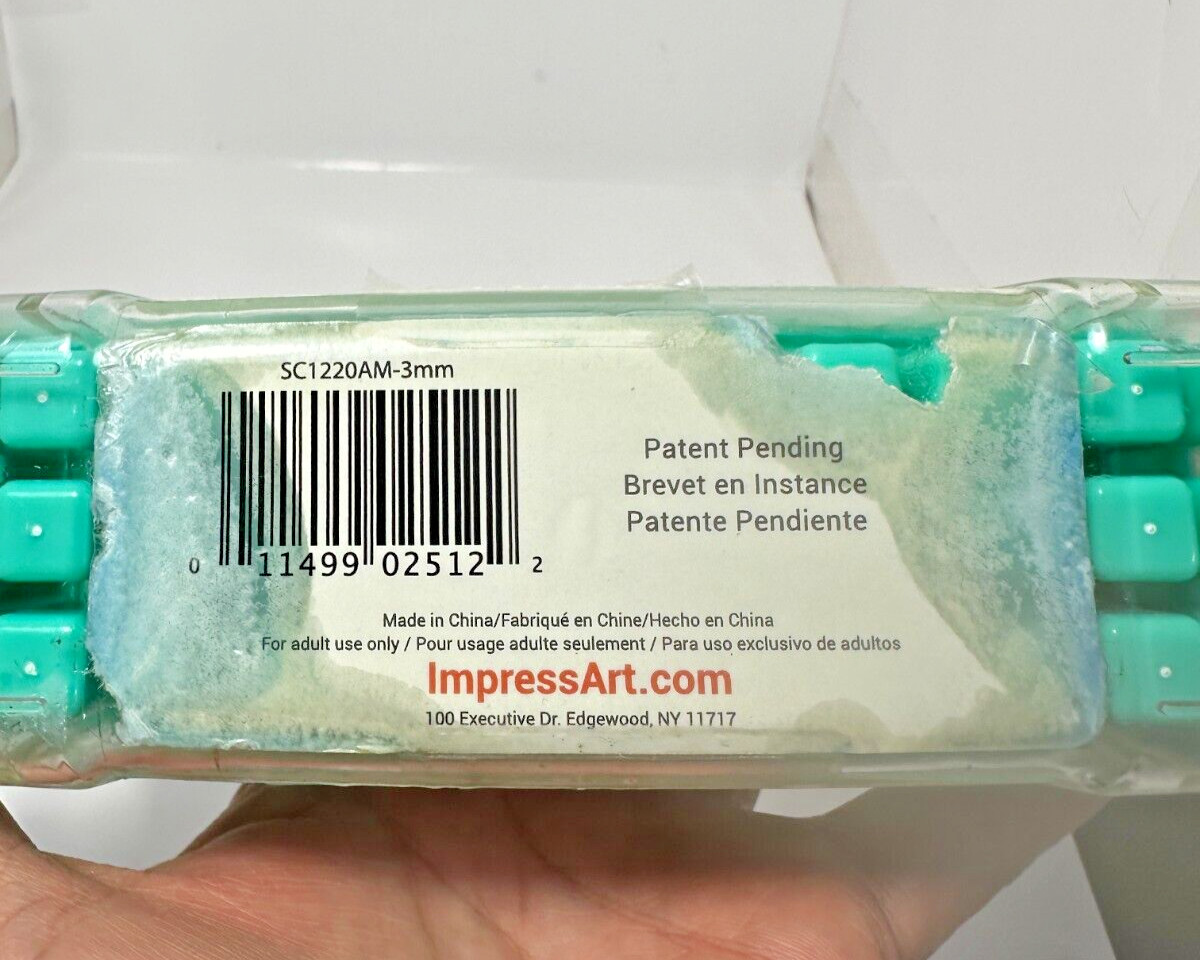 SC1220AM-3mm
0 11499 02512 2
Patent Pending
Brevet en Instance
Patente Pendiente
Made in China/Fabriqué en Chine/Hecho en China
For adult use only / Pour usage adulte seulement / Para uso exclusivo de adultos
ImpressArt.com
100 Executive Dr. Edgewood, NY 11717